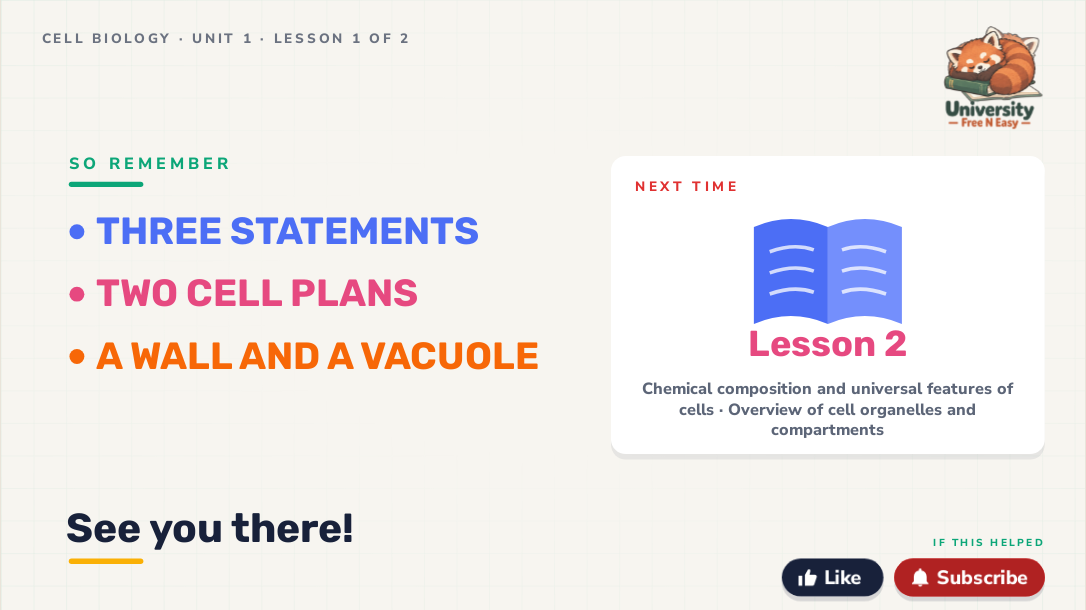 CELL BIOLOGY · UNIT 1 · LESSON 1 OF 2
University
Free N Easy
SO REMEMBER
• THREE STATEMENTS
• TWO CELL PLANS
• A WALL AND A VACUOLE
NEXT TIME
Lesson 2
Chemical composition and universal features of
cells · Overview of cell organelles and
compartments
See you there!
IF THIS HELPED
Like
Subscribe